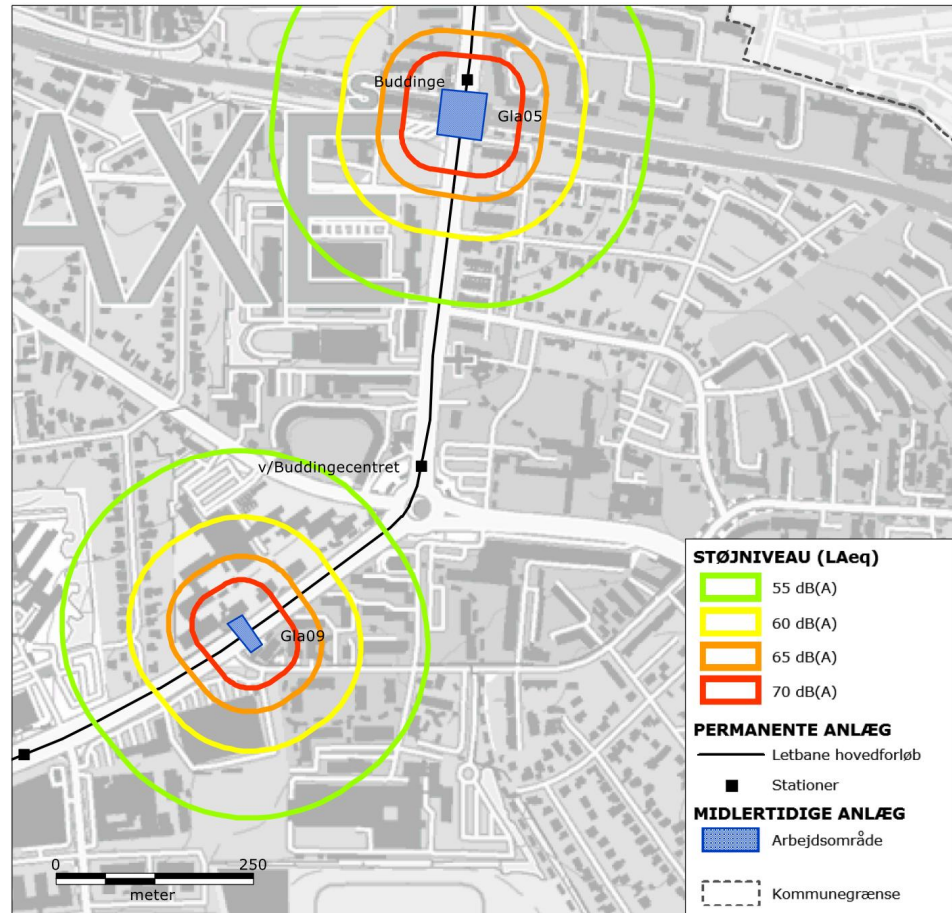 Buddinge
S
Gla05
AXE
v/Buddingecentret
Gla09
0 250
meter
STØJNIVEAU (LAeq)
55 dB(A)
60 dB(A)
65 dB(A)
70 dB(A)
PERMANENTE ANLÆG
Letbane hovedforløb
Stationer
MIDLERTIDIGE ANLÆG
Arbejdsområde
Kommunegrænse